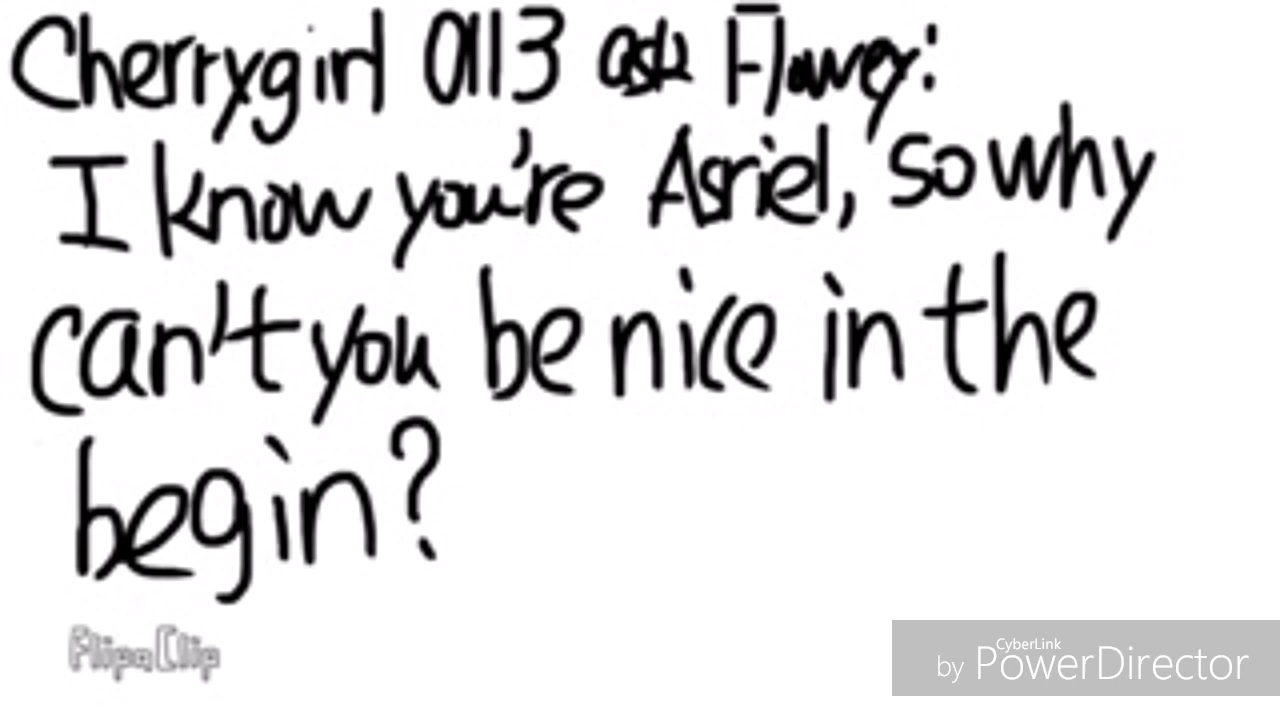 Cherrygirl 0113 ask Flowey:
I know you're Asriel, so why
can't you be nice in the
begin?
FlipaClip
CyberLink
by PowerDirector